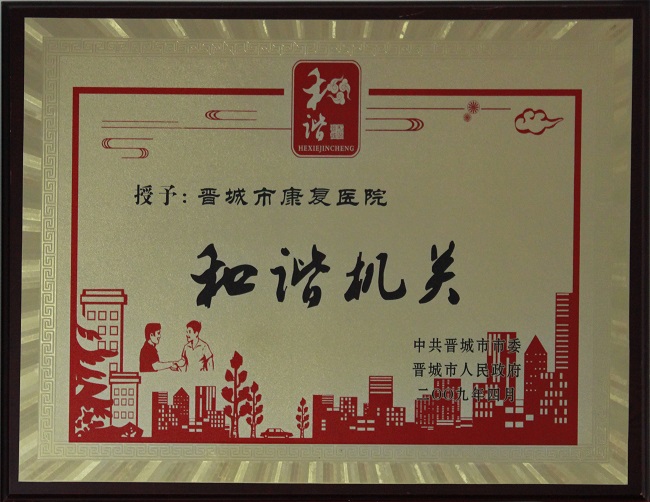 和谐
HEXIEJINCHENG
授予：晋城市康复医院
和谐机关
中共晋城市市委
晋城市人民政府
二〇〇九年四月